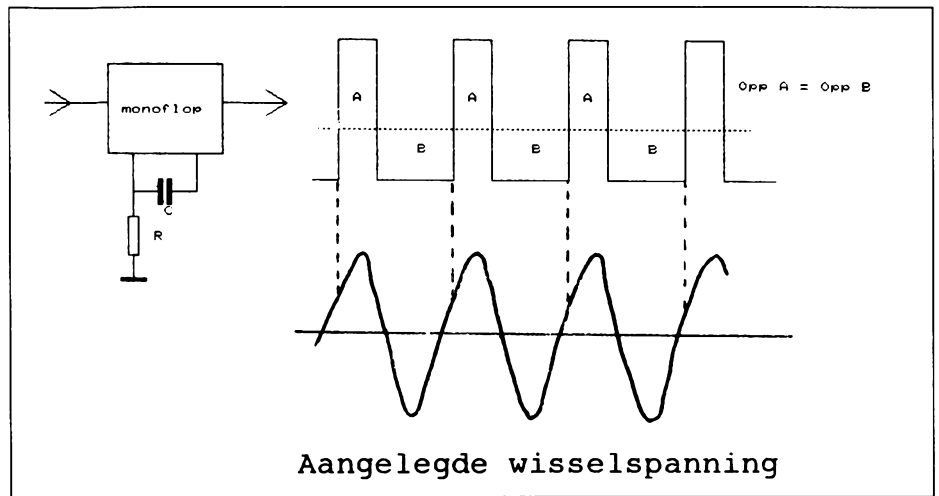 monoflop
C
R
A
A
A
B
B
B
Opp A = Opp B
Aangelegde wisselspanning